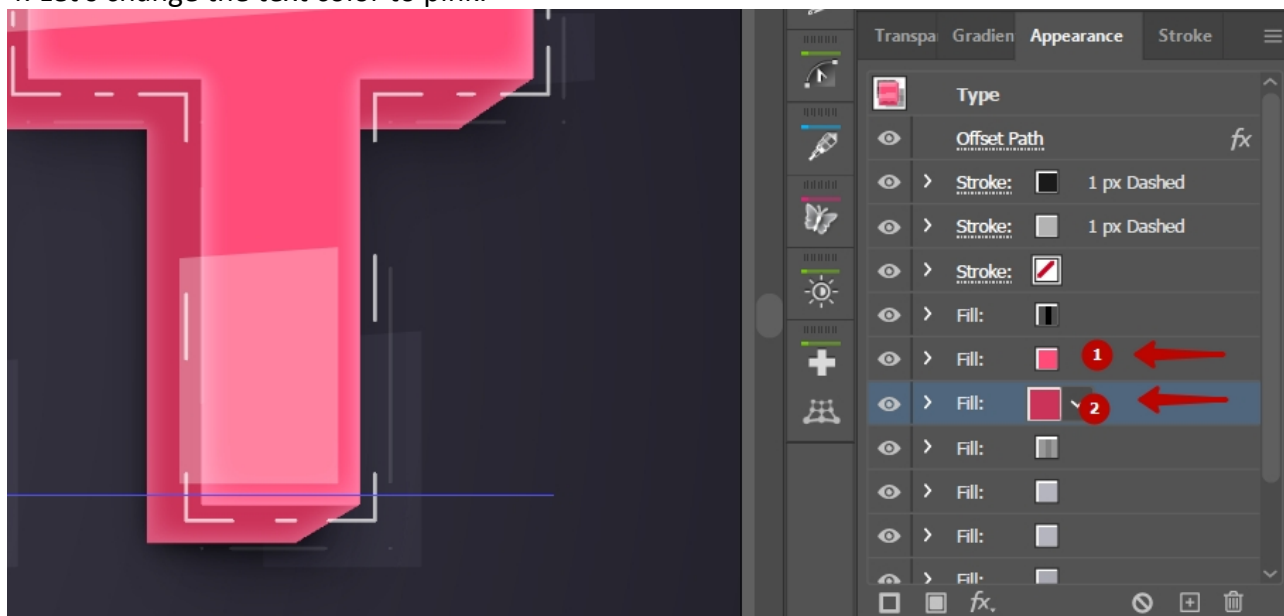 Transpa Gradien Appearance Stroke
Type
Offset Path fx
Stroke: 1 px Dashed
Stroke: 1 px Dashed
Stroke:
Fill:
Fill: 1
Fill: 2
Fill:
Fill:
Fill:
Fill:
fx.
T